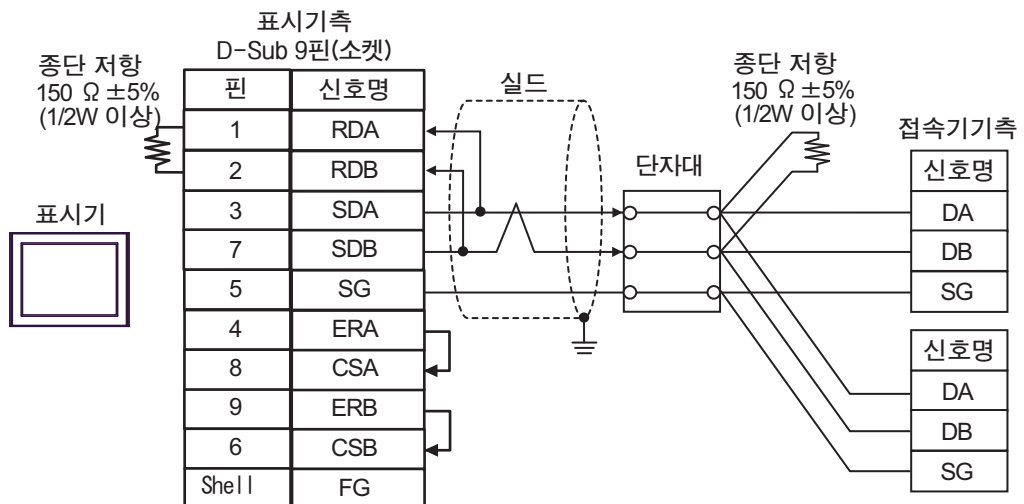 표시기측
D-Sub 9핀(소켓)
종단 저항
150 Ω ±5%
(1/2W 이상)
핀 신호명
1 RDA
2 RDB
3 SDA
7 SDB
5 SG
4 ERA
8 CSA
9 ERB
6 CSB
Shell FG
표시기
실드
단자대
종단 저항
150 Ω ±5%
(1/2W 이상)
접속기기측
신호명
DA
DB
SG
신호명
DA
DB
SG